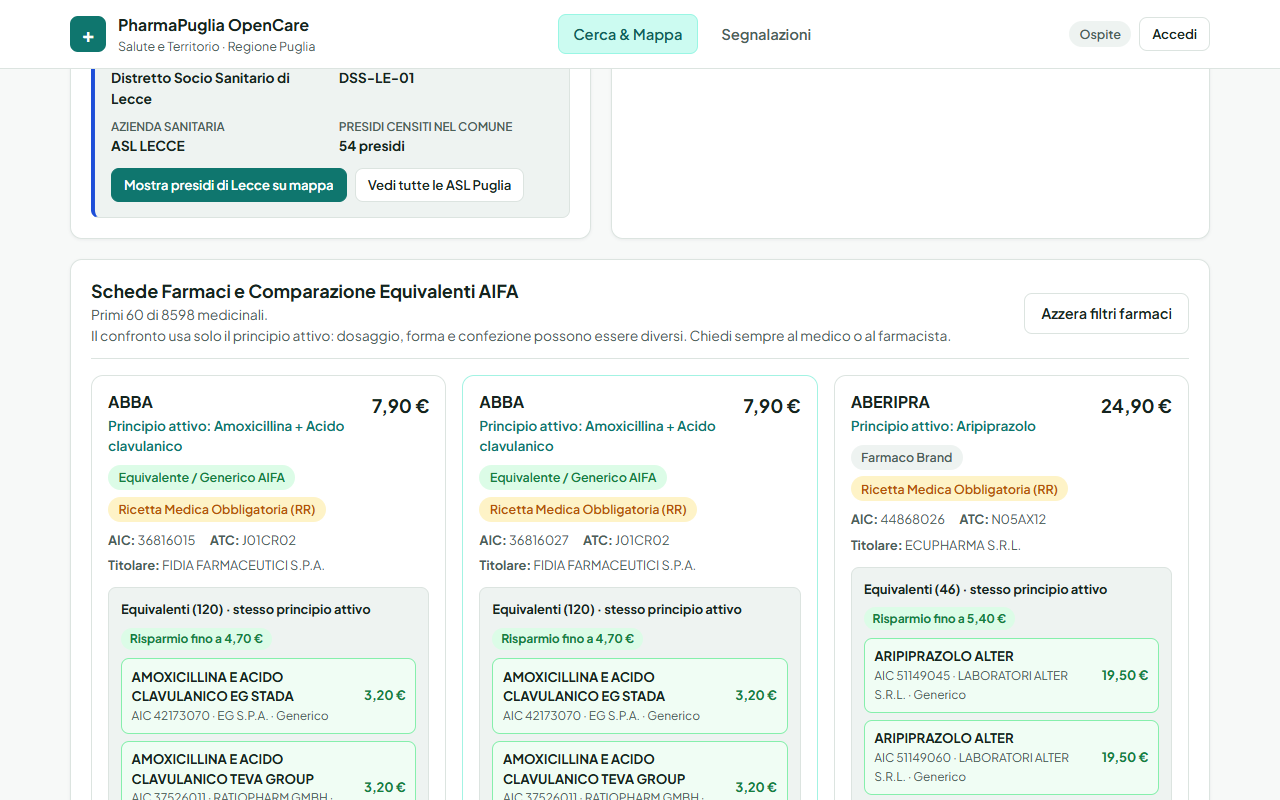 PharmaPuglia OpenCare
Salute e Territorio · Regione Puglia
Cerca & Mappa
Segnalazioni
Ospite
Accedi
Distretto Socio Sanitario di
Lecce
DSS-LE-01
AZIENDA SANITARIA
ASL LECCE
PRESIDI CENSITI NEL COMUNE
54 presidi
Mostra presidi di Lecce su mappa
Vedi tutte le ASL Puglia
Schede Farmaci e Comparazione Equivalenti AIFA
Primi 60 di 8598 medicinali.
Il confronto usa solo il principio attivo: dosaggio, forma e confezione possono essere diversi. Chiedi sempre al medico o al farmacista.
Azzera filtri farmaci
ABBA
7,90 €
Principio attivo: Amoxicillina + Acido
clavulanico
Equivalente / Generico AIFA
Ricetta Medica Obbligatoria (RR)
AIC: 36816015 ATC: J01CR02
Titolare: FIDIA FARMACEUTICI S.P.A.
Equivalenti (120) · stesso principio attivo
Risparmio fino a 4,70 €
AMOXICILLINA E ACIDO
CLAVULANICO EG STADA
3,20 €
AIC 42173070 · EG S.P.A. · Generico
AMOXICILLINA E ACIDO
CLAVULANICO TEVA GROUP
3,20 €
AIC 37526011 · RATIOPHARM GMBH ·
ABBA
7,90 €
Principio attivo: Amoxicillina + Acido
clavulanico
Equivalente / Generico AIFA
Ricetta Medica Obbligatoria (RR)
AIC: 36816027 ATC: J01CR02
Titolare: FIDIA FARMACEUTICI S.P.A.
Equivalenti (120) · stesso principio attivo
Risparmio fino a 4,70 €
AMOXICILLINA E ACIDO
CLAVULANICO EG STADA
3,20 €
AIC 42173070 · EG S.P.A. · Generico
AMOXICILLINA E ACIDO
CLAVULANICO TEVA GROUP
3,20 €
AIC 37526011 · RATIOPHARM GMBH ·
ABERIPRA
24,90 €
Principio attivo: Aripiprazolo
Farmaco Brand
Ricetta Medica Obbligatoria (RR)
AIC: 44868026 ATC: N05AX12
Titolare: ECUPHARMA S.R.L.
Equivalenti (46) · stesso principio attivo
Risparmio fino a 5,40 €
ARIPIPRAZOLO ALTER
19,50 €
AIC 51149045 · LABORATORI ALTER
S.R.L. · Generico
ARIPIPRAZOLO ALTER
19,50 €
AIC 51149060 · LABORATORI ALTER
S.R.L. · Generico